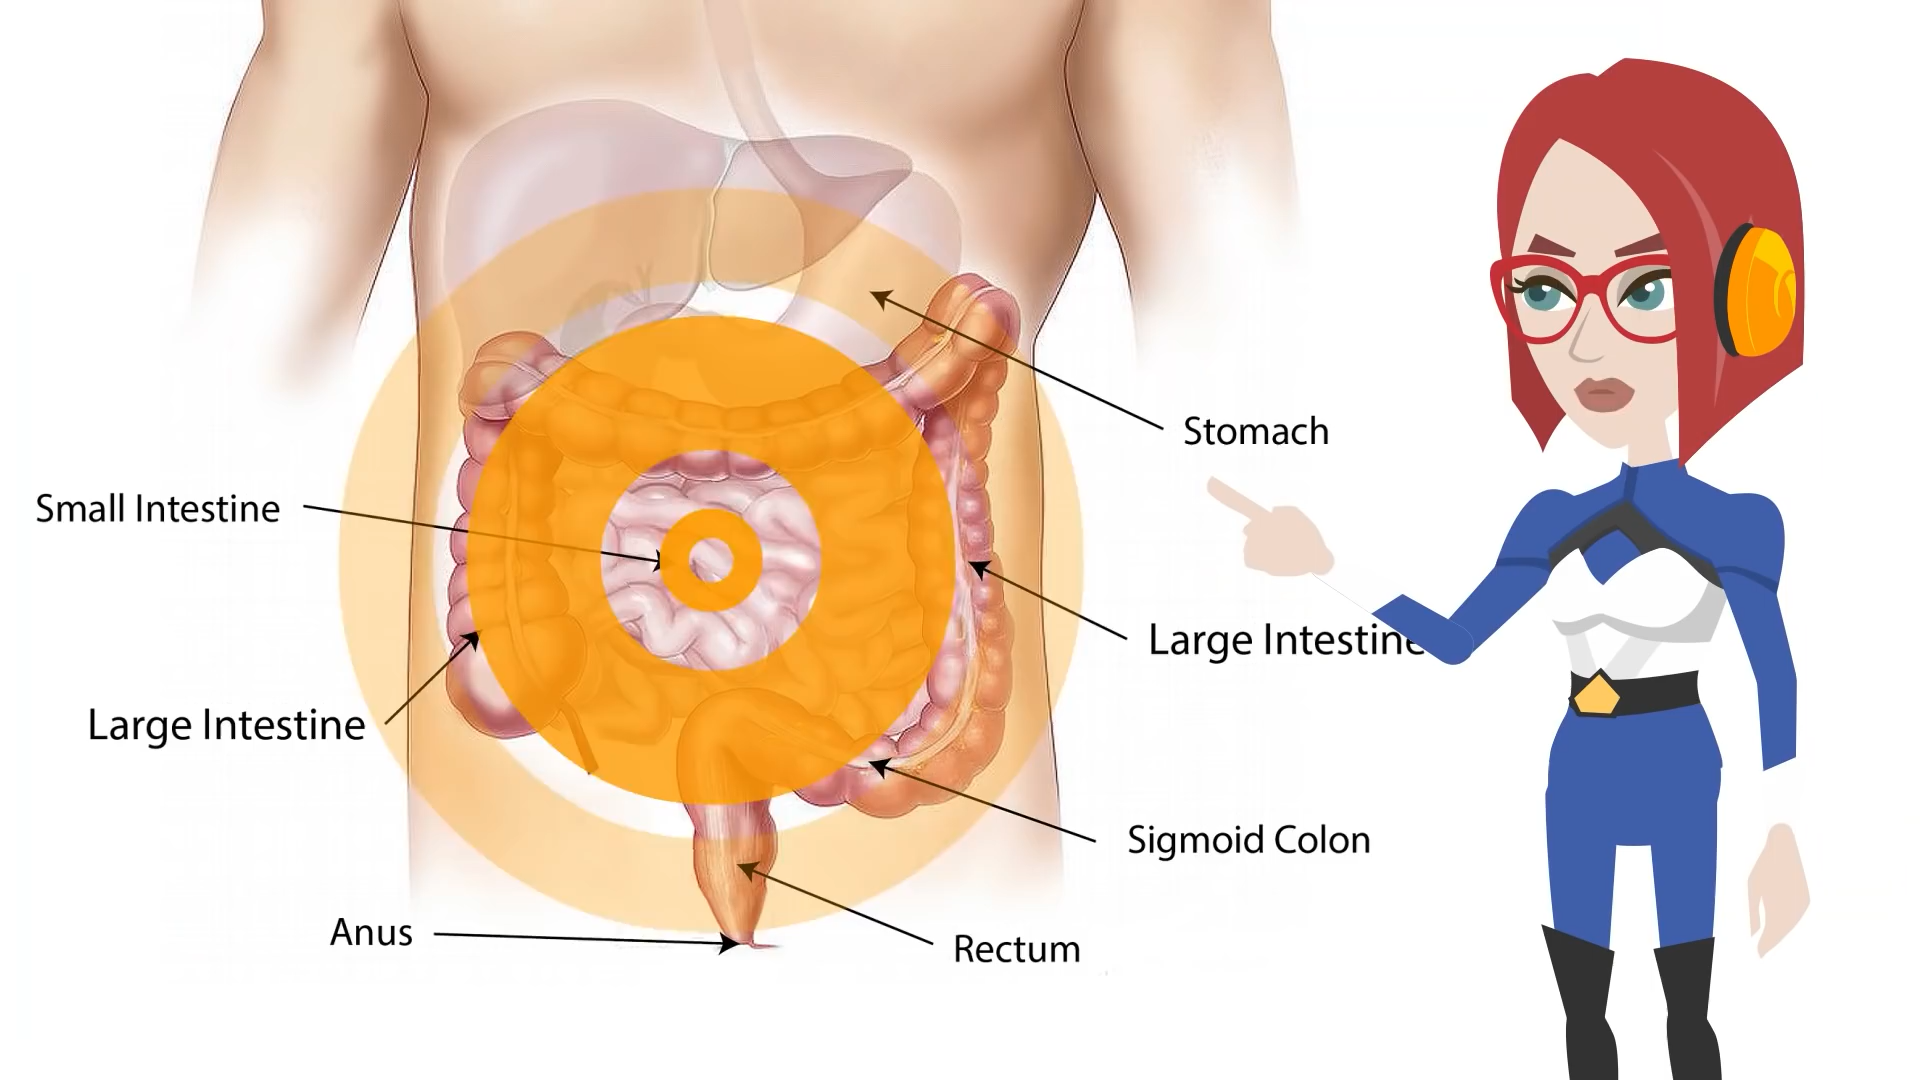 Stomach
Small Intestine
Large Intestine
Large Intestine
Sigmoid Colon
Anus
Rectum